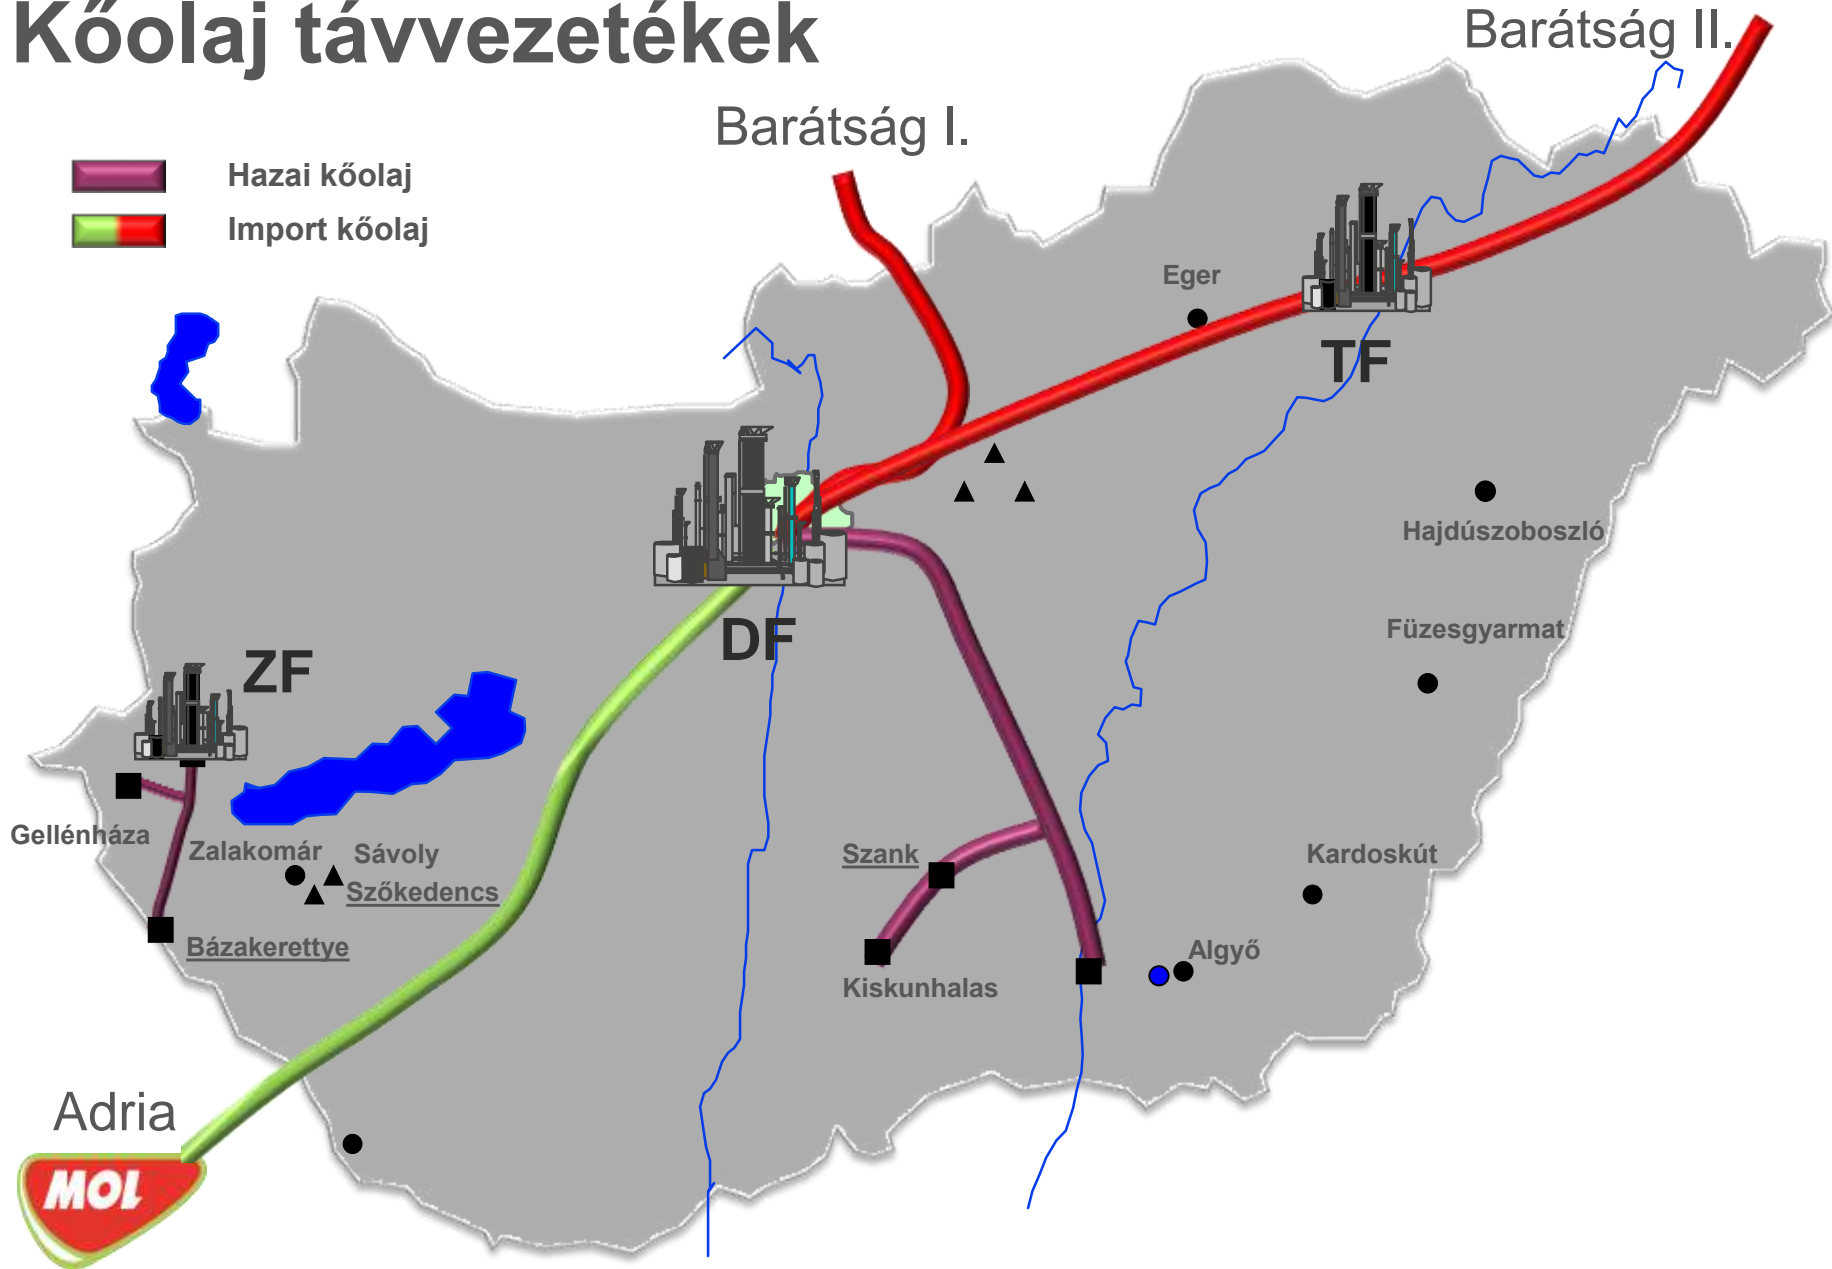 Kőolaj távvezetékek
Barátság II.
Barátság I.
Hazai kőolaj
Import kőolaj
Eger
TF
Hajdúszoboszló
Füzesgyarmat
DF
ZF
Gellénháza
Zalakomár
Sávoly
Szőkedencs
Bázakerettye
Szank
Kardoskút
Algyő
Kiskunhalas
Adria
MOL